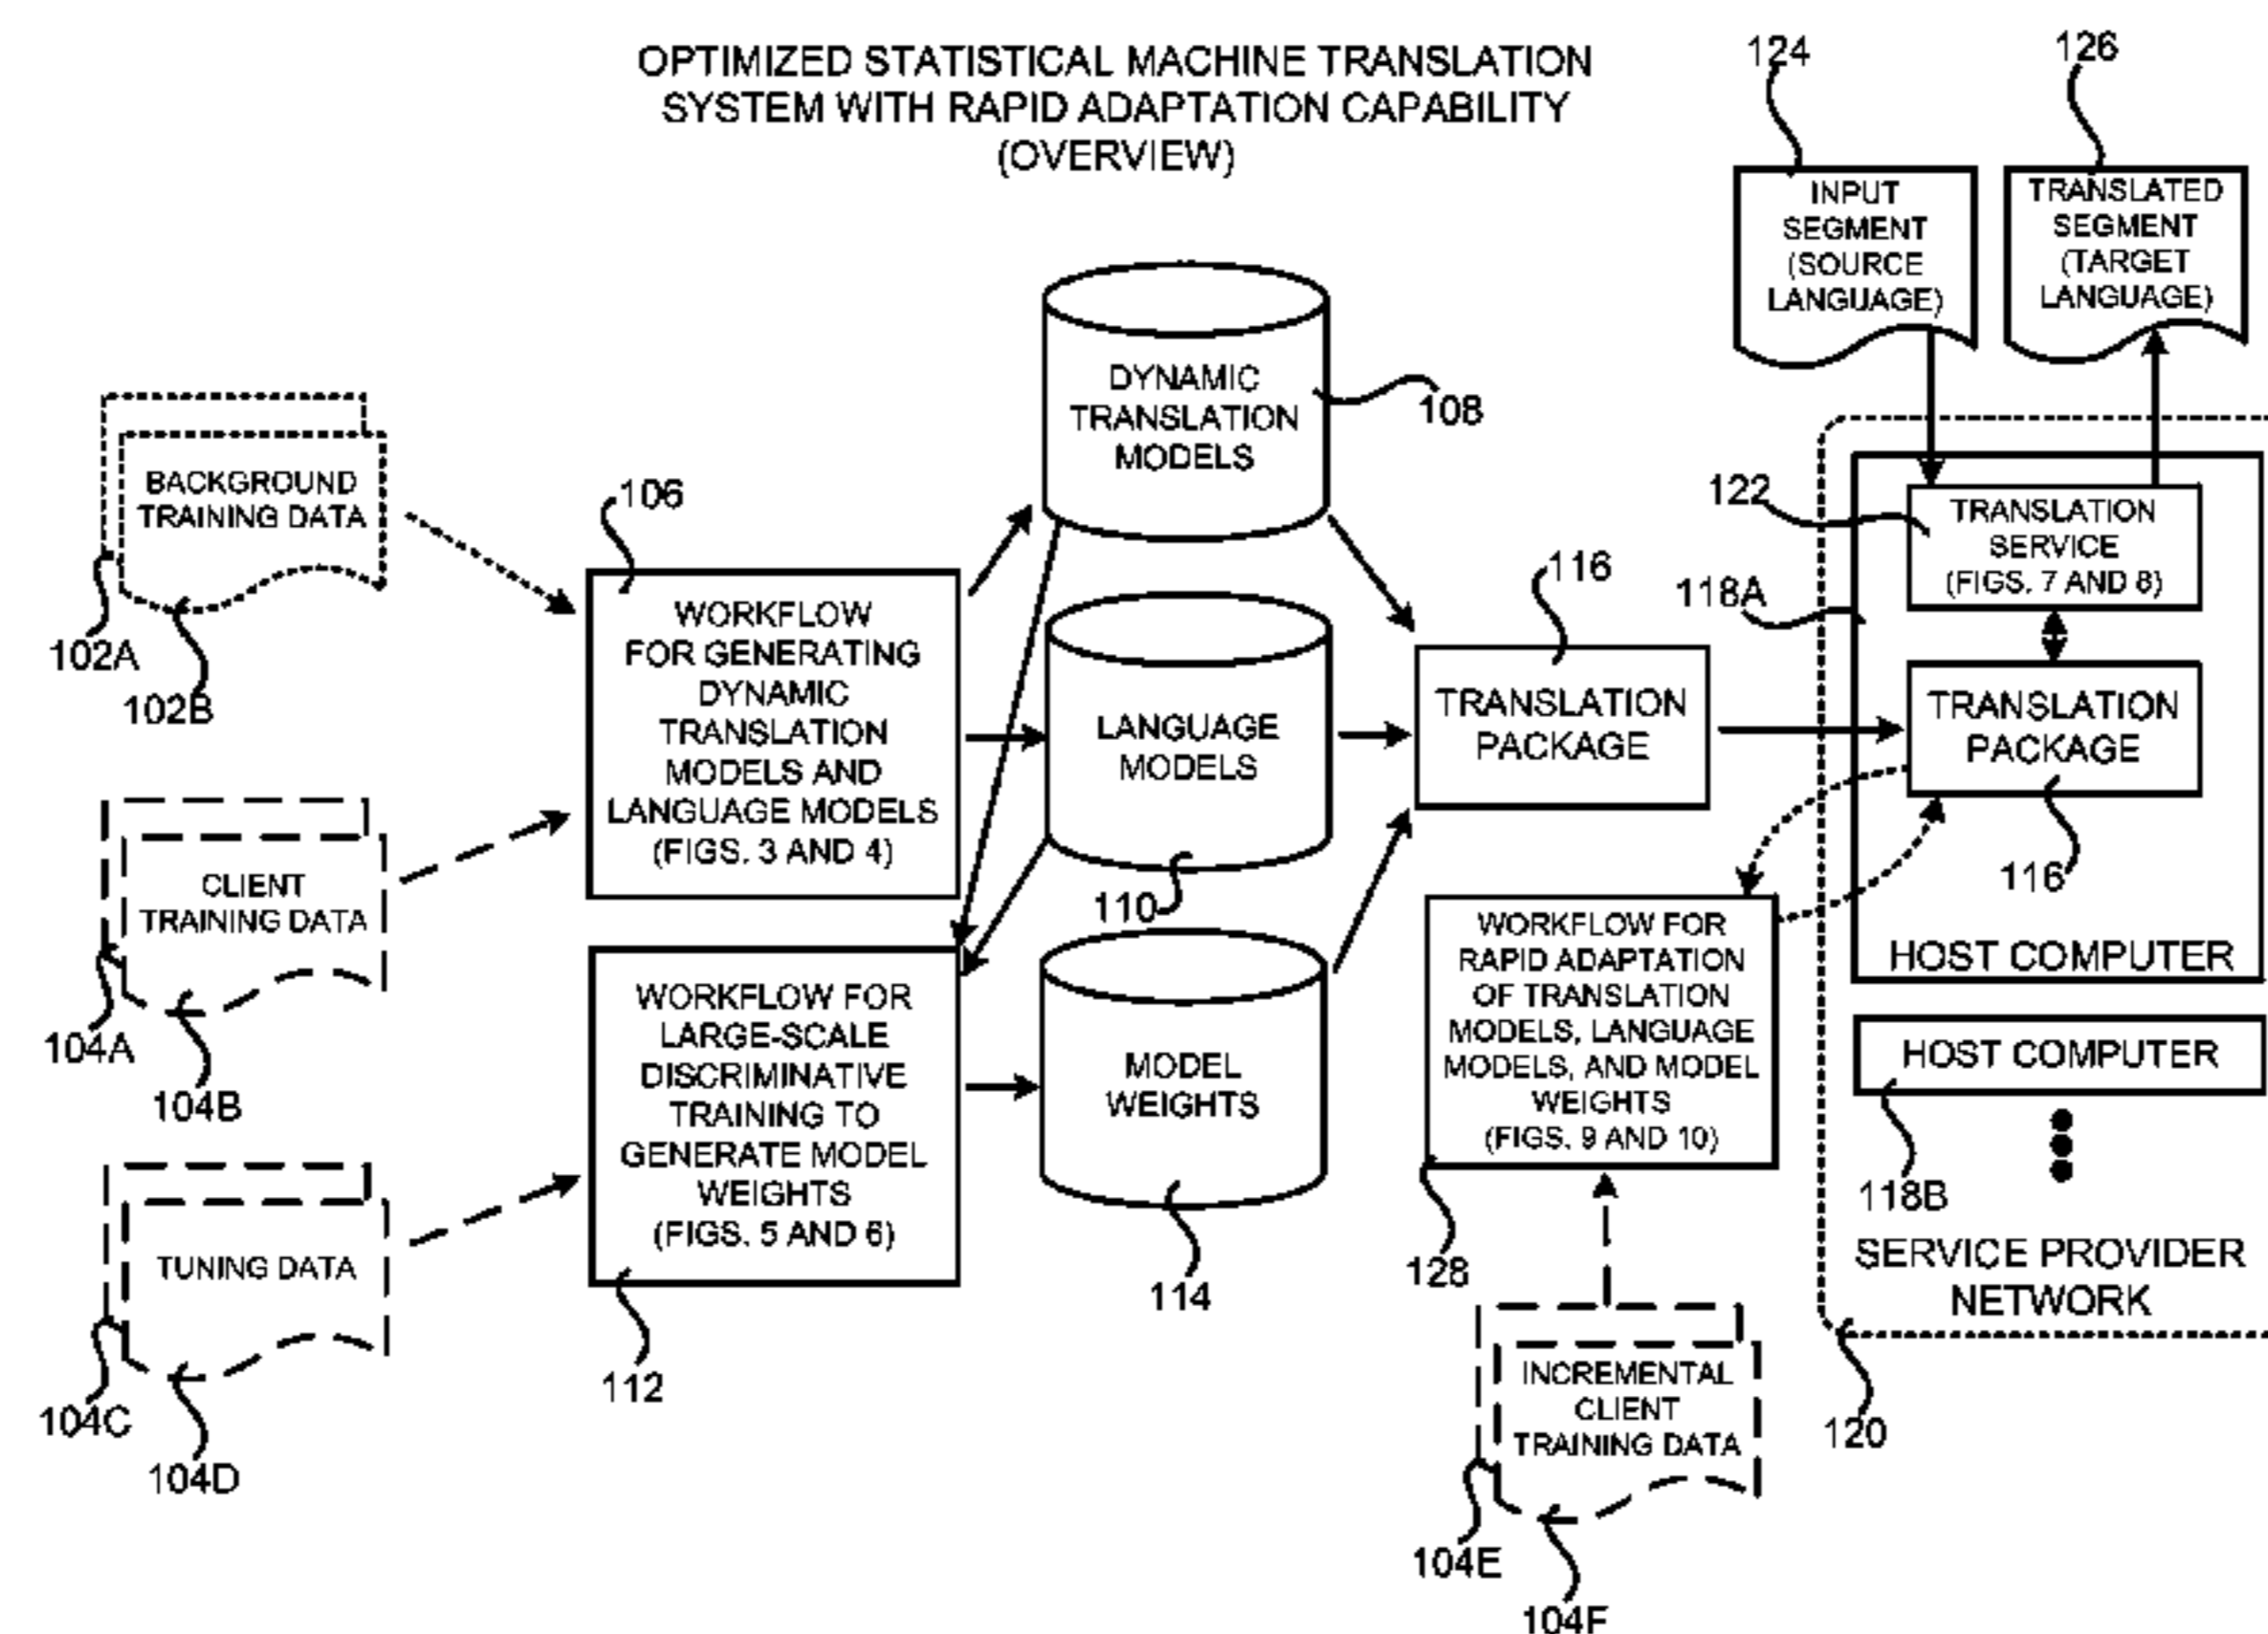 OPTIMIZED STATISTICAL MACHINE TRANSLATION
SYSTEM WITH RAPID ADAPTATION CAPABILITY
(OVERVIEW)
124
126
INPUT
SEGMENT
(SOURCE
LANGUAGE)
TRANSLATED
SEGMENT
(TARGET
LANGUAGE)
DYNAMIC
TRANSLATION
MODELS
108
BACKGROUND
TRAINING DATA
102A
102B
106
WORKFLOW
FOR GENERATING
DYNAMIC
TRANSLATION
MODELS AND
LANGUAGE MODELS
(FIGS. 3 AND 4)
122
TRANSLATION
SERVICE
(FIGS. 7 AND 8)
118A
116
TRANSLATION
PACKAGE
TRANSLATION
PACKAGE
116
HOST COMPUTER
LANGUAGE
MODELS
110
CLIENT
TRAINING DATA
104A
104B
WORKFLOW FOR
LARGE-SCALE
DISCRIMINATIVE
TRAINING TO
GENERATE MODEL
WEIGHTS
(FIGS. 5 AND 6)
112
MODEL
WEIGHTS
114
WORKFLOW FOR
RAPID ADAPTATION
OF TRANSLATION
MODELS, LANGUAGE
MODELS, AND MODEL
WEIGHTS
(FIGS. 9 AND 10)
128
HOST COMPUTER
118B
SERVICE PROVIDER
NETWORK
120
TUNING DATA
104C
104D
INCREMENTAL
CLIENT
TRAINING DATA
104E
104F